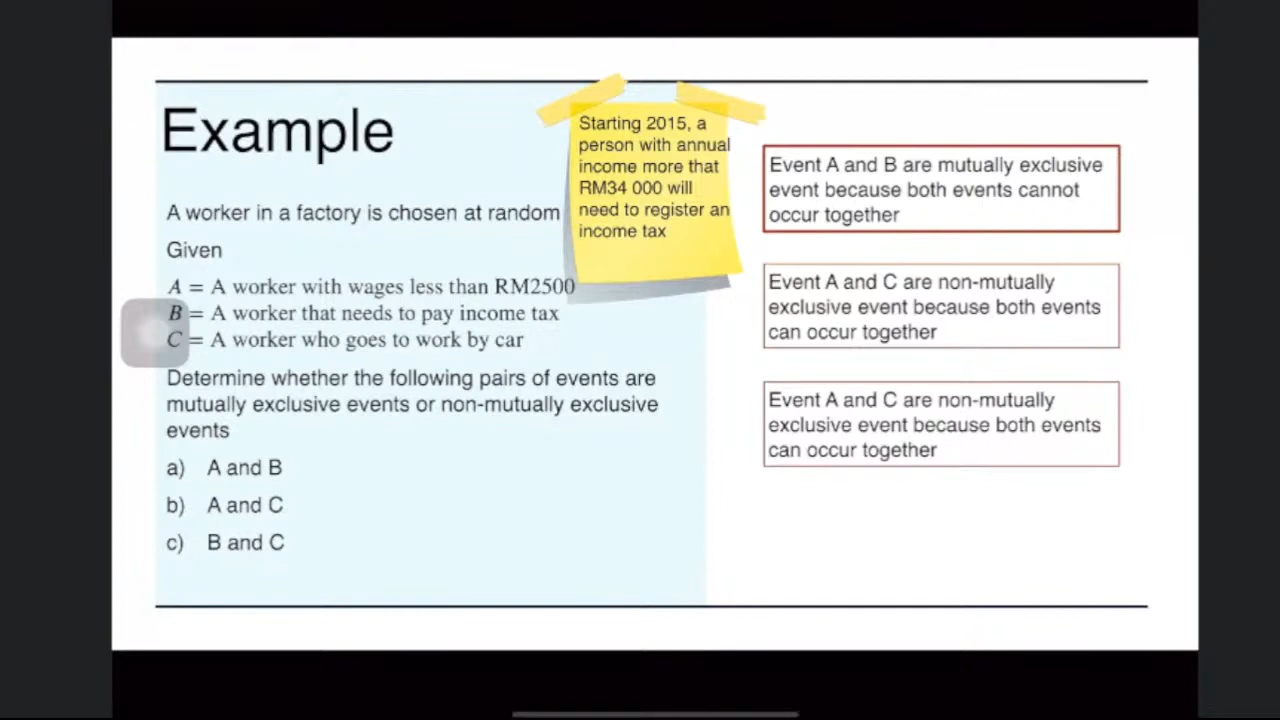 Example
A worker in a factory is chosen at random
Given
A = A worker with wages less than RM2500
B = A worker that needs to pay income tax
C = A worker who goes to work by car
Determine whether the following pairs of events are
mutually exclusive events or non-mutually exclusive
events
a) A and B
b) A and C
c) B and C
Starting 2015, a
person with annual
income more that
RM34 000 will
need to register an
income tax
Event A and B are mutually exclusive
event because both events cannot
occur together
Event A and C are non-mutually
exclusive event because both events
can occur together
Event A and C are non-mutually
exclusive event because both events
can occur together